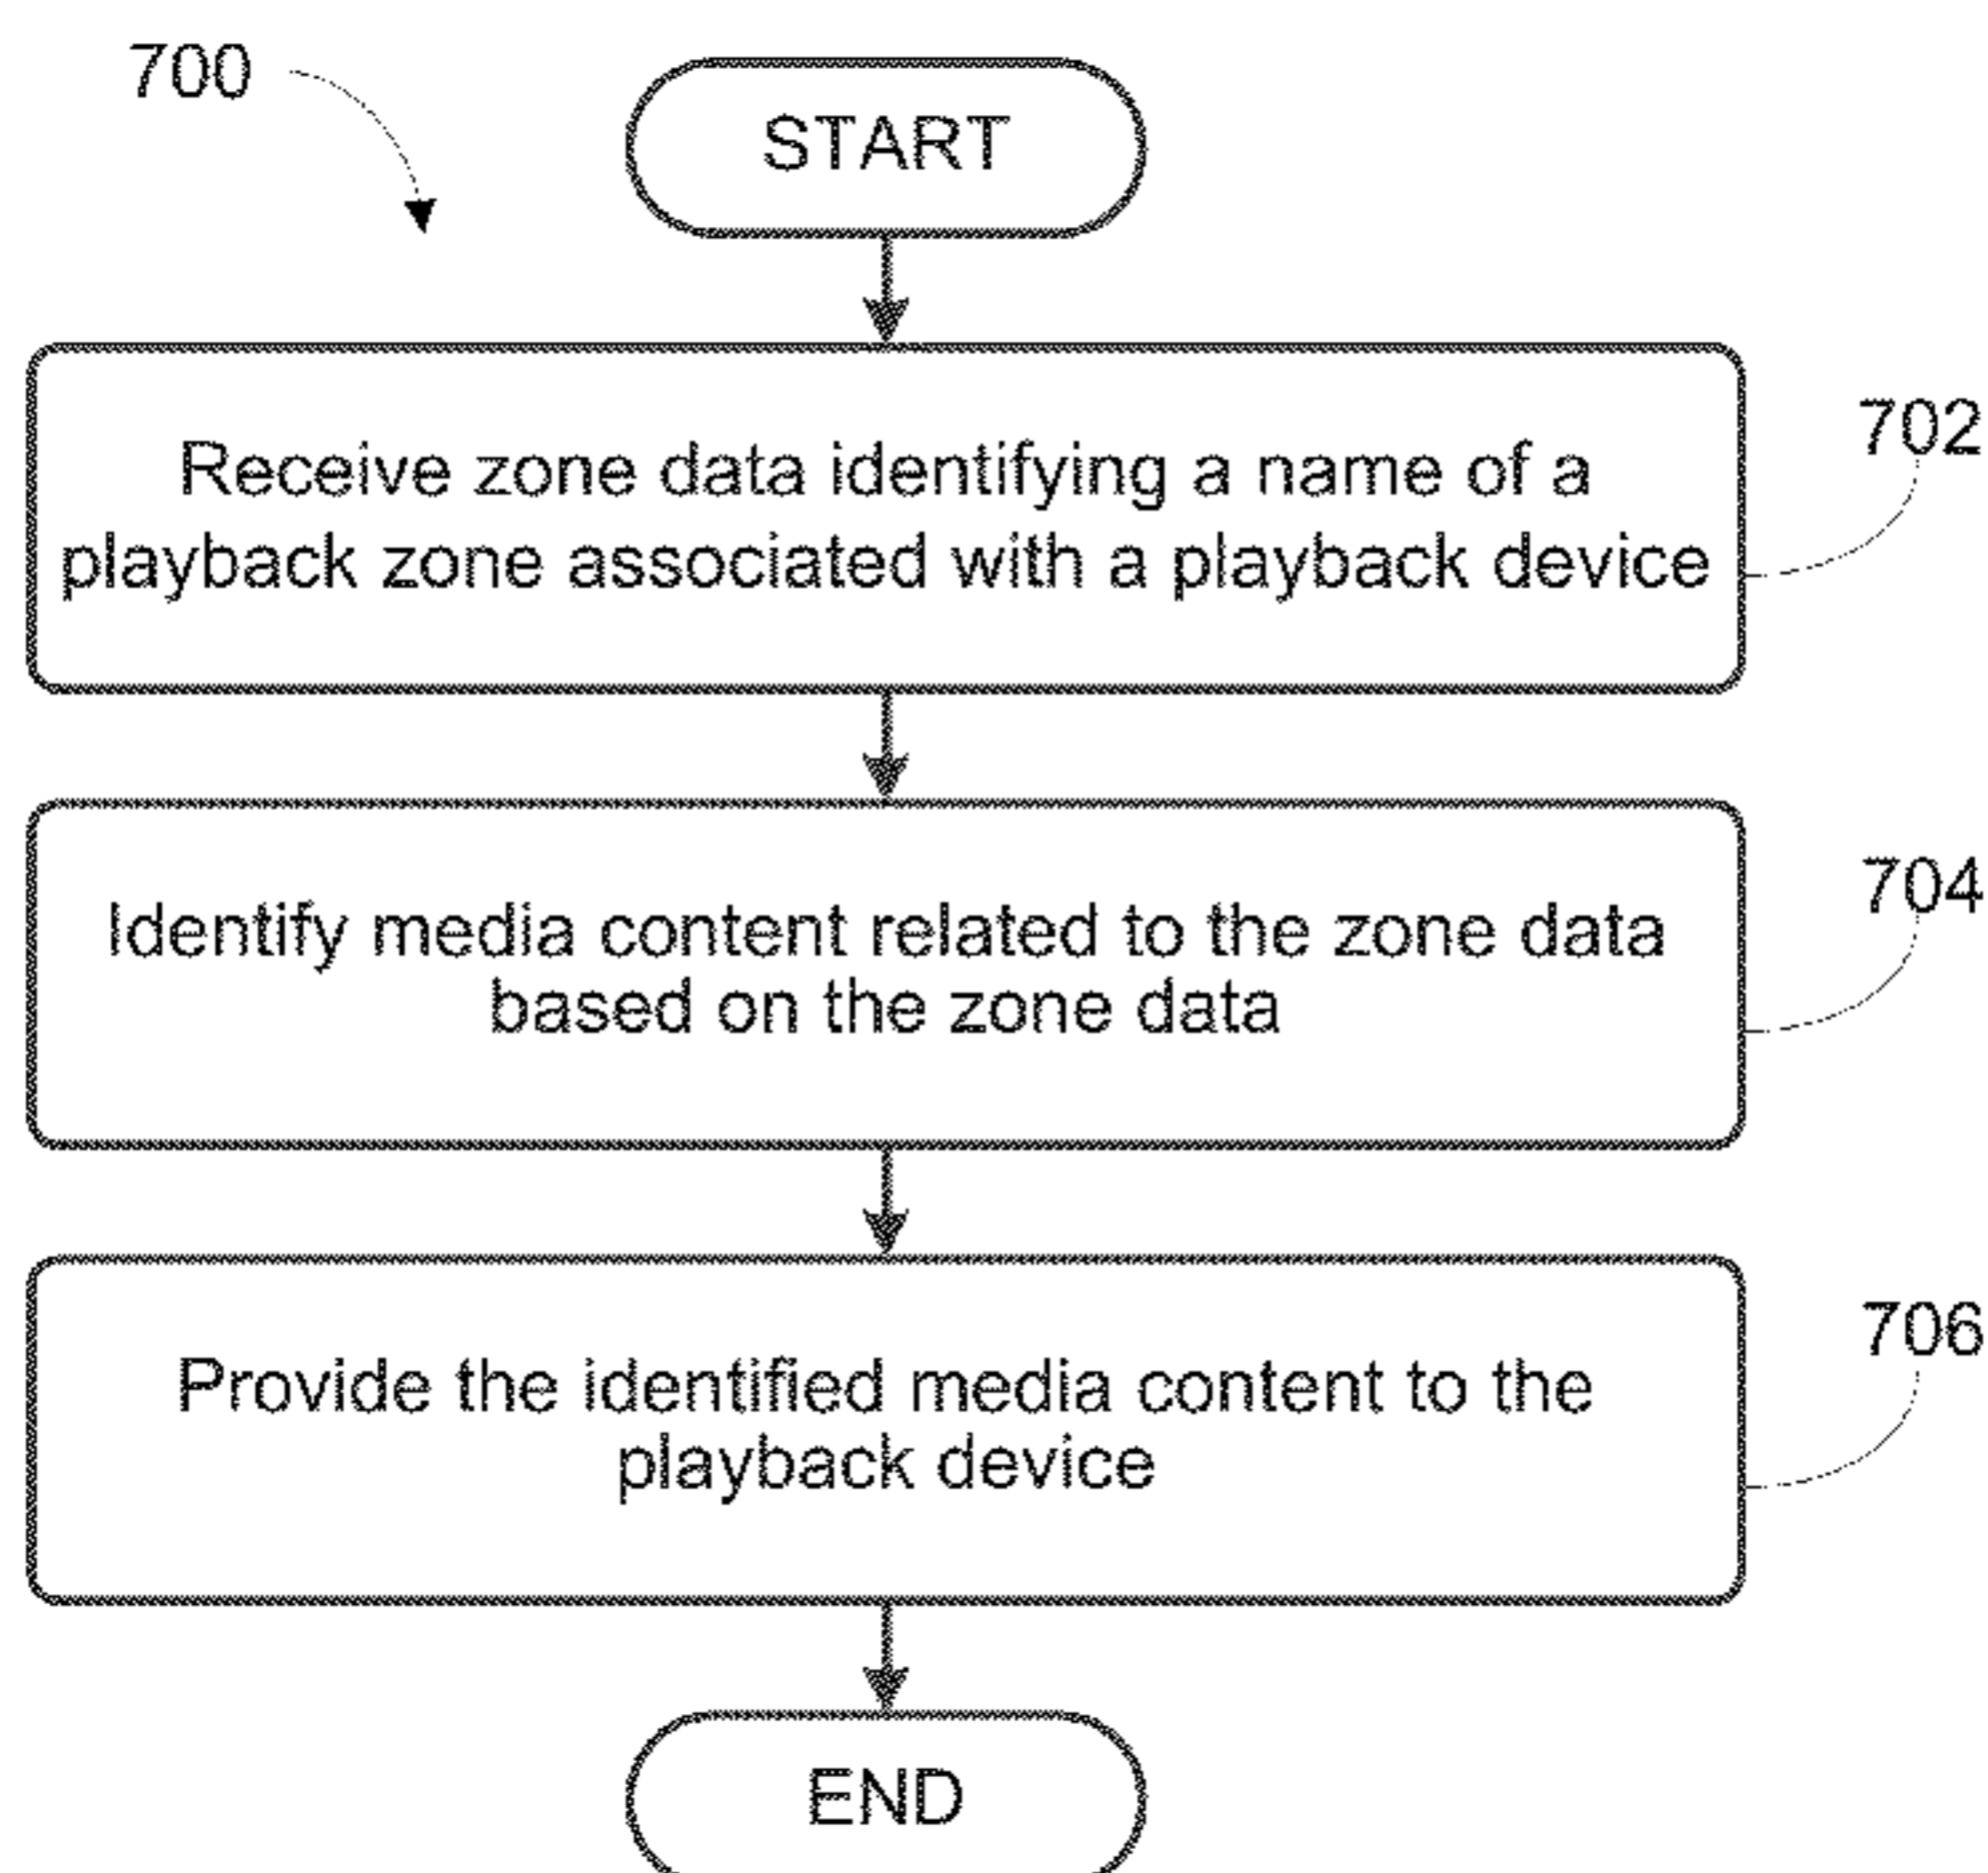 700
START
Receive zone data identifying a name of a
playback zone associated with a playback device
702
Identify media content related to the zone data
based on the zone data
704
Provide the identified media content to the
playback device
706
END